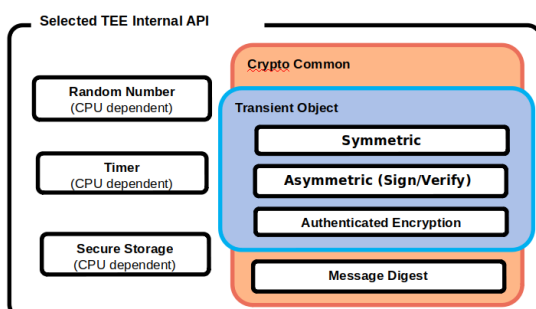 Selected TEE Internal API
Random Number
(CPU dependent)
Timer
(CPU dependent)
Secure Storage
(CPU dependent)
Crypto Common
Transient Object
Symmetric
Asymmetric (Sign/Verify)
Authenticated Encryption
Message Digest